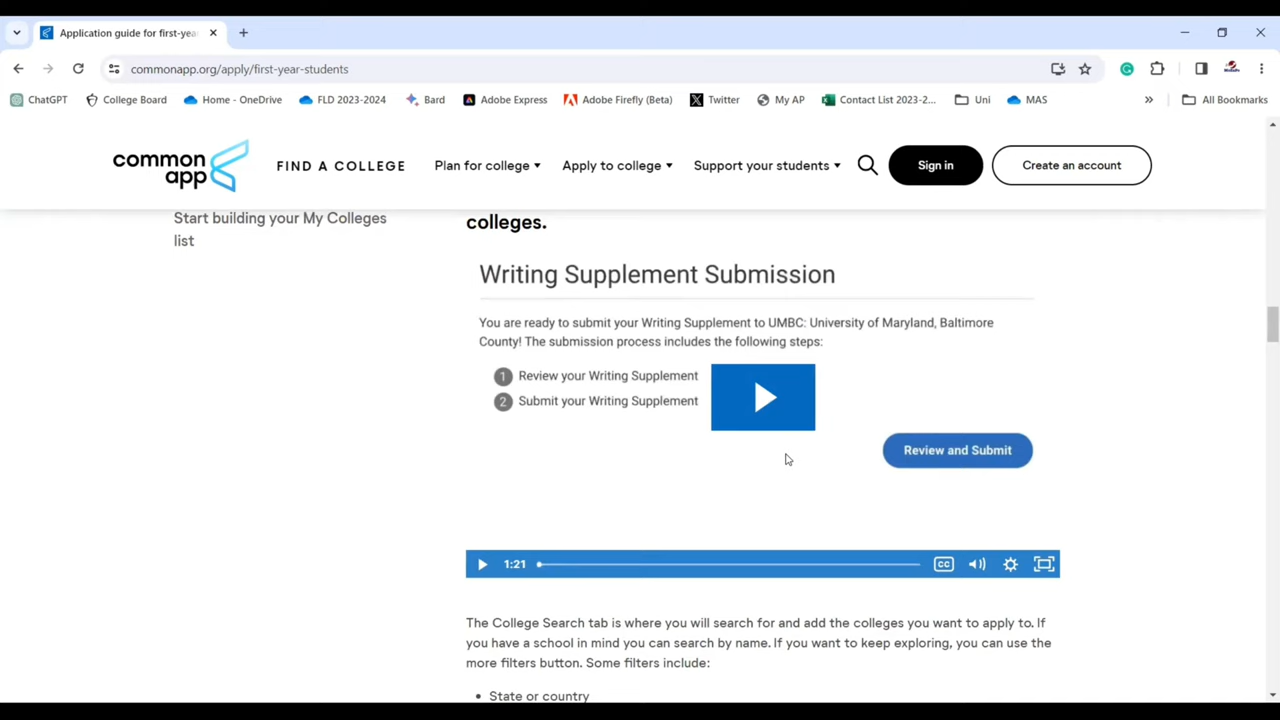 Application guide for first-yea
commonapp.org/apply/first-year-students
ChatGPT
College Board
Home - OneDrive
FLD 2023-2024
Bard
Adobe Express
Adobe Firefly (Beta)
Twitter
My AP
Contact List 2023-2...
Uni
MAS
»
All Bookmarks
common app
FIND A COLLEGE
Plan for college
Apply to college
Support your students
Sign in
Create an account
Start building your My Colleges
list
colleges.
Writing Supplement Submission
You are ready to submit your Writing Supplement to UMBC: University of Maryland, Baltimore
County! The submission process includes the following steps:
1 Review your Writing Supplement
2 Submit your Writing Supplement
Review and Submit
1:21
CC
The College Search tab is where you will search for and add the colleges you want to apply to. If
you have a school in mind you can search by name. If you want to keep exploring, you can use the
more filters button. Some filters include:
• State or country